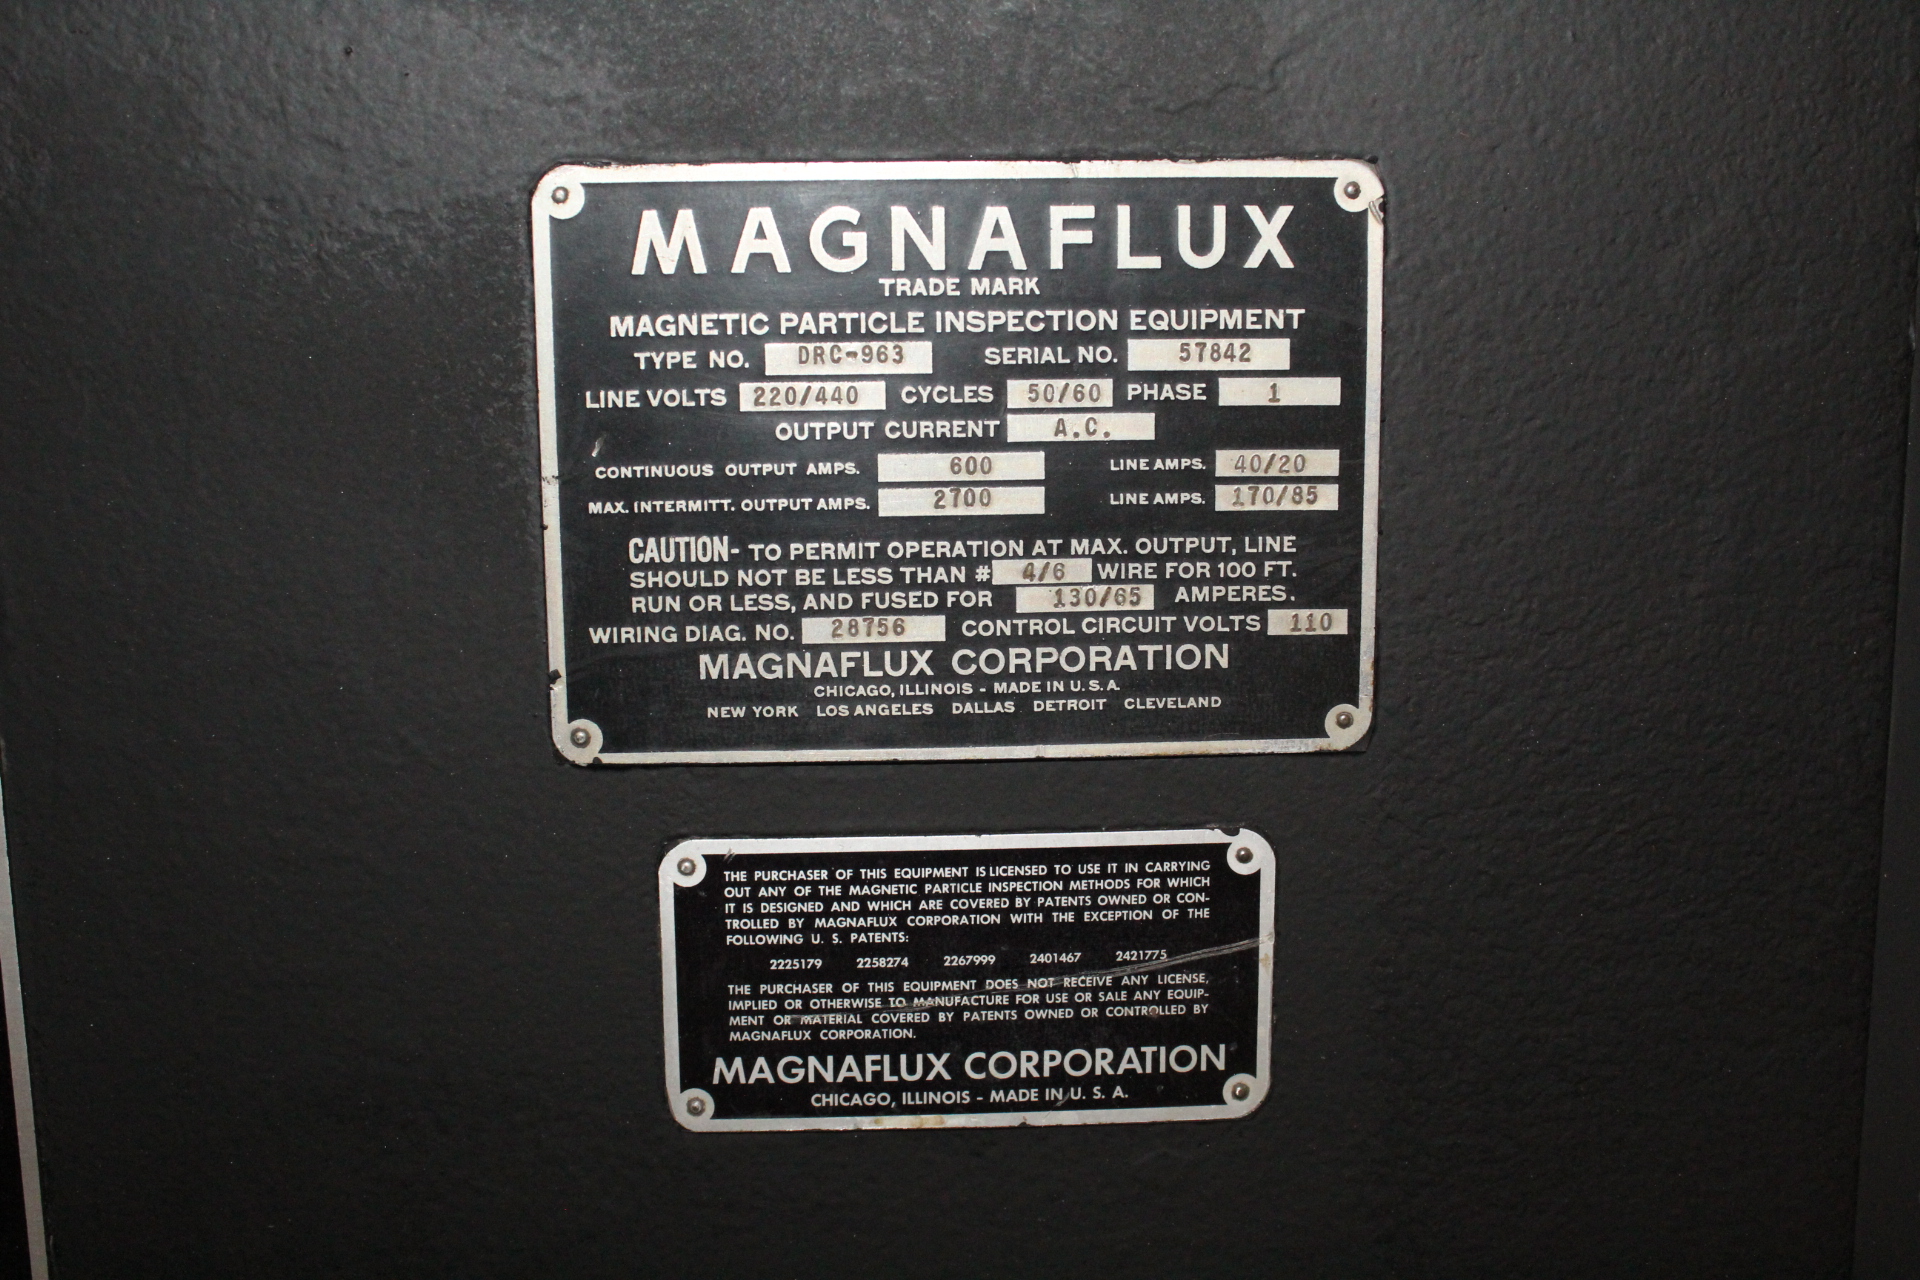 MAGNAFLUX
TRADE MARK
MAGNETIC PARTICLE INSPECTION EQUIPMENT
TYPE NO. DRC-963 SERIAL NO. 57842
LINE VOLTS 220/440 CYCLES 50/60 PHASE 1
OUTPUT CURRENT A.C.
CONTINUOUS OUTPUT AMPS. 600 LINE AMPS. 40/20
MAX. INTERMITT. OUTPUT AMPS. 2700 LINE AMPS. 170/85
CAUTION- TO PERMIT OPERATION AT MAX. OUTPUT, LINE
SHOULD NOT BE LESS THAN # 4/6 WIRE FOR 100 FT.
RUN OR LESS, AND FUSED FOR 130/65 AMPERES.
WIRING DIAG. NO. 28756 CONTROL CIRCUIT VOLTS 110
MAGNAFLUX CORPORATION
CHICAGO, ILLINOIS - MADE IN U.S.A.
NEW YORK LOS ANGELES DALLAS DETROIT CLEVELAND
THE PURCHASER OF THIS EQUIPMENT IS LICENSED TO USE IT IN CARRYING
OUT ANY OF THE MAGNETIC PARTICLE INSPECTION METHODS FOR WHICH
IT IS DESIGNED AND WHICH ARE COVERED BY PATENTS OWNED OR CON-
TROLLED BY MAGNAFLUX CORPORATION WITH THE EXCEPTION OF THE
FOLLOWING U. S. PATENTS:
2225179 2258274 2267999 2401467 2421775
THE PURCHASER OF THIS EQUIPMENT DOES NOT RECEIVE ANY LICENSE,
IMPLIED OR OTHERWISE TO MANUFACTURE FOR USE OR SALE ANY EQUIP-
MENT OR MATERIAL COVERED BY PATENTS OWNED OR CONTROLLED BY
MAGNAFLUX CORPORATION.
MAGNAFLUX CORPORATION
CHICAGO, ILLINOIS - MADE IN U. S. A.